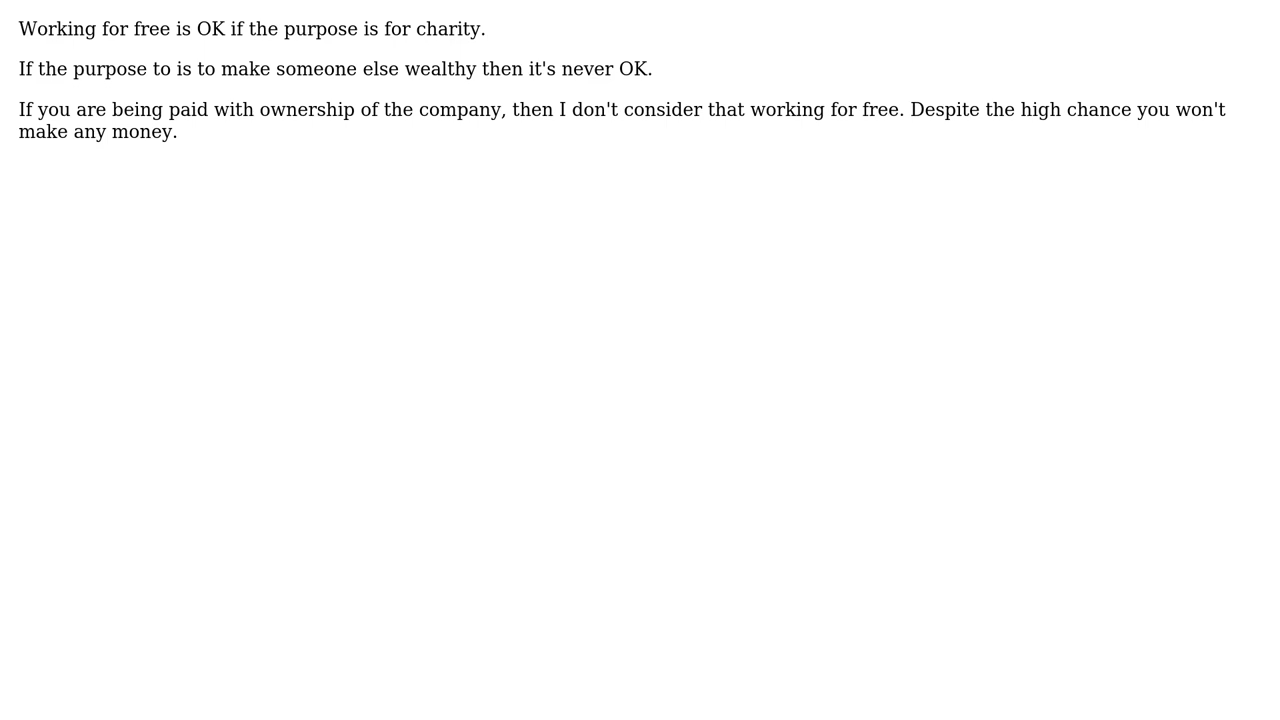 Working for free is OK if the purpose is for charity.
If the purpose to is to make someone else wealthy then it's never OK.
If you are being paid with ownership of the company, then I don't consider that working for free. Despite the high chance you won't
make any money.